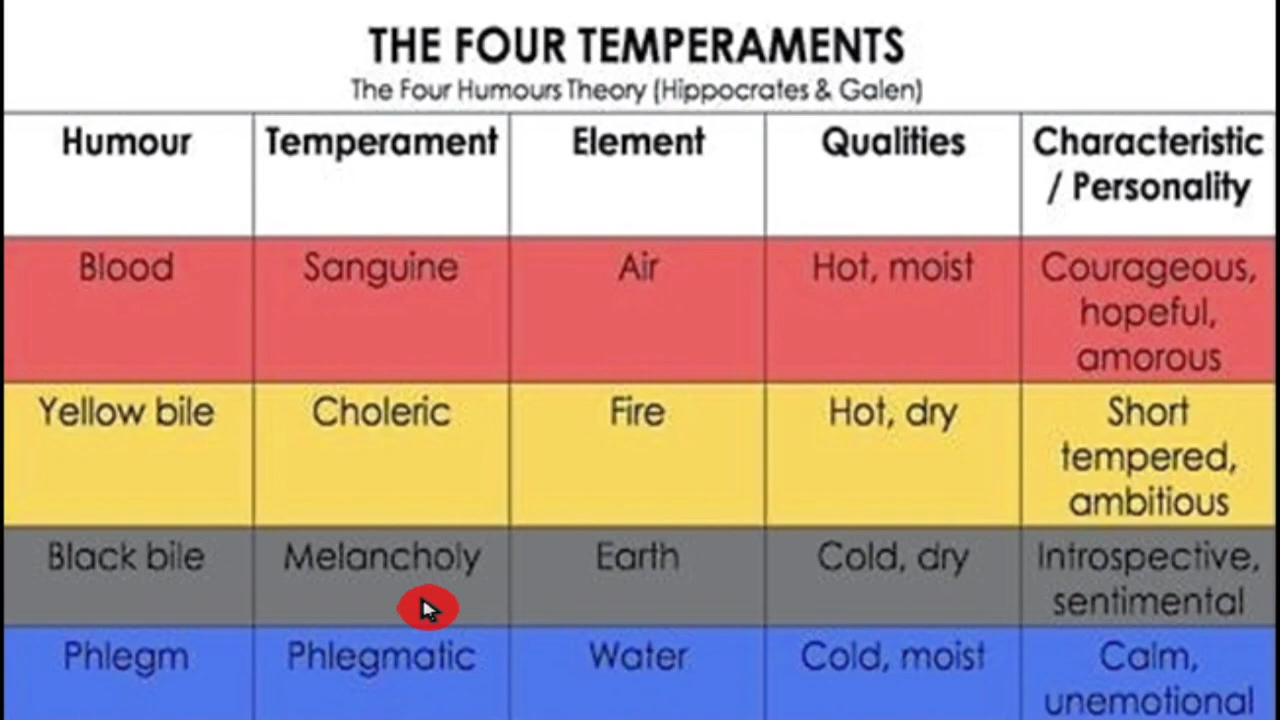 THE FOUR TEMPERAMENTS
The Four Humours Theory (Hippocrates & Galen)
Humour Temperament Element Qualities Characteristic
/ Personality
Blood Sanguine Air Hot, moist Courageous,
hopeful,
amorous
Yellow bile Choleric Fire Hot, dry Short
tempered,
ambitious
Black bile Melancholy Earth Cold, dry Introspective,
sentimental
Phlegm Phlegmatic Water Cold, moist Calm,
unemotional